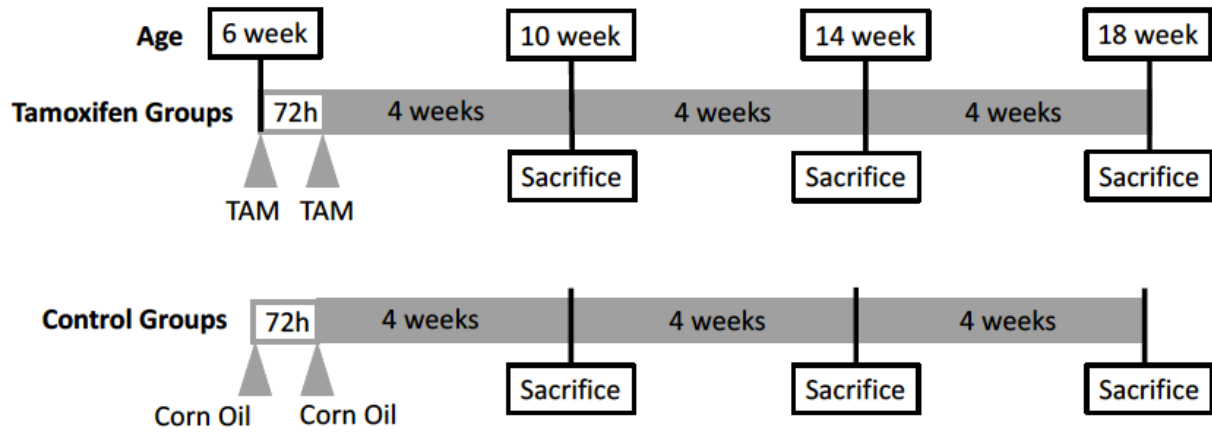 Age 6 week 10 week 14 week 18 week
Tamoxifen Groups 72h 4 weeks 4 weeks 4 weeks
Sacrifice Sacrifice Sacrifice
TAM TAM
Control Groups 72h 4 weeks 4 weeks 4 weeks
Sacrifice Sacrifice Sacrifice
Corn Oil Corn Oil